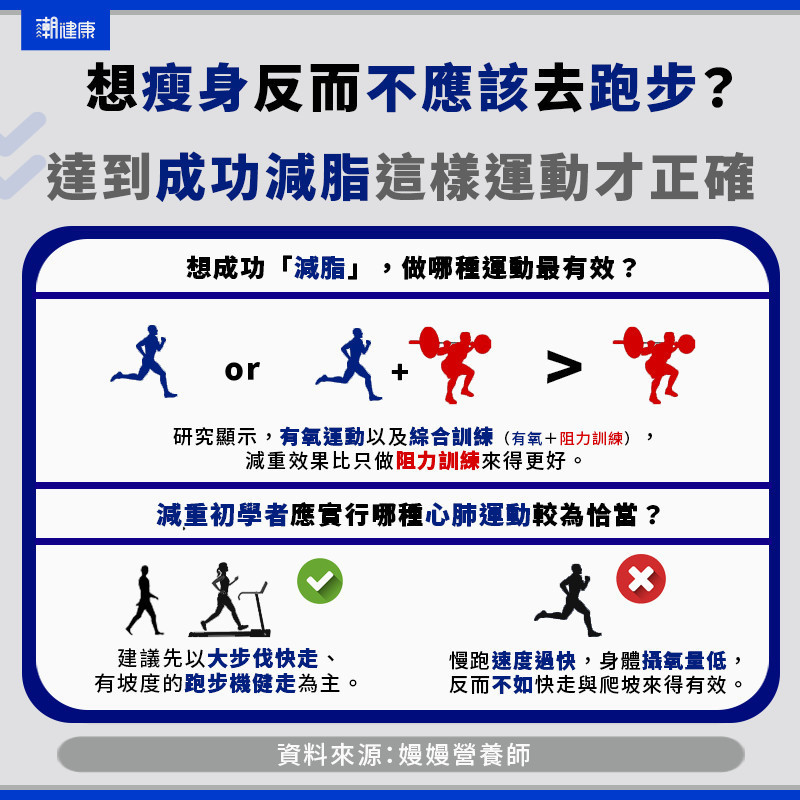 潮健康
想瘦身反而不應該去跑步？
達到成功減脂這樣運動才正確
想成功「減脂」，做哪種運動最有效？
or + >
研究顯示，有氧運動以及綜合訓練（有氧＋阻力訓練），
減重效果比只做阻力訓練來得更好。
減重初學者應實行哪種心肺運動較為恰當？
建議先以大步伐快走、
有坡度的跑步機健走為主。
慢跑速度過快，身體攝氧量低，
反而不如快走與爬坡來得有效。
資料來源：嫚嫚營養師